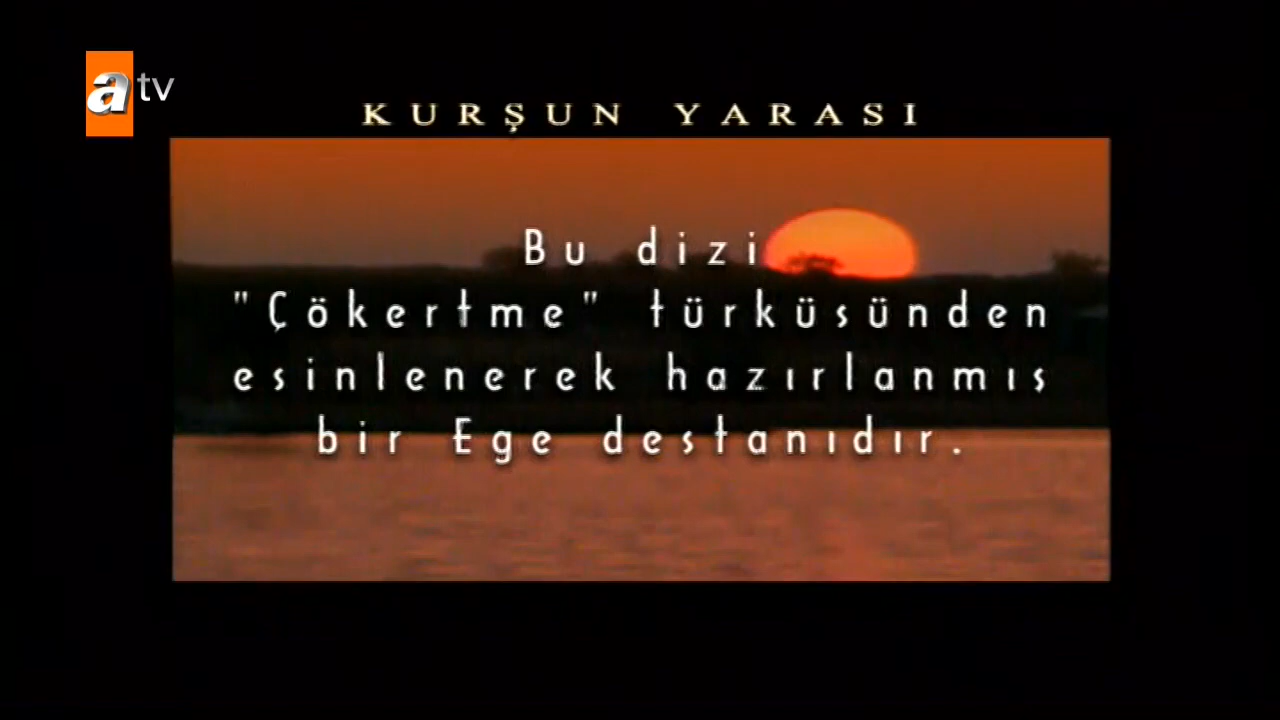 atv
KURŞUN YARASI
Bu dizi
"Çökertme" türküsünden
esinlenerek hazırlanmış
bir Ege destanıdır.